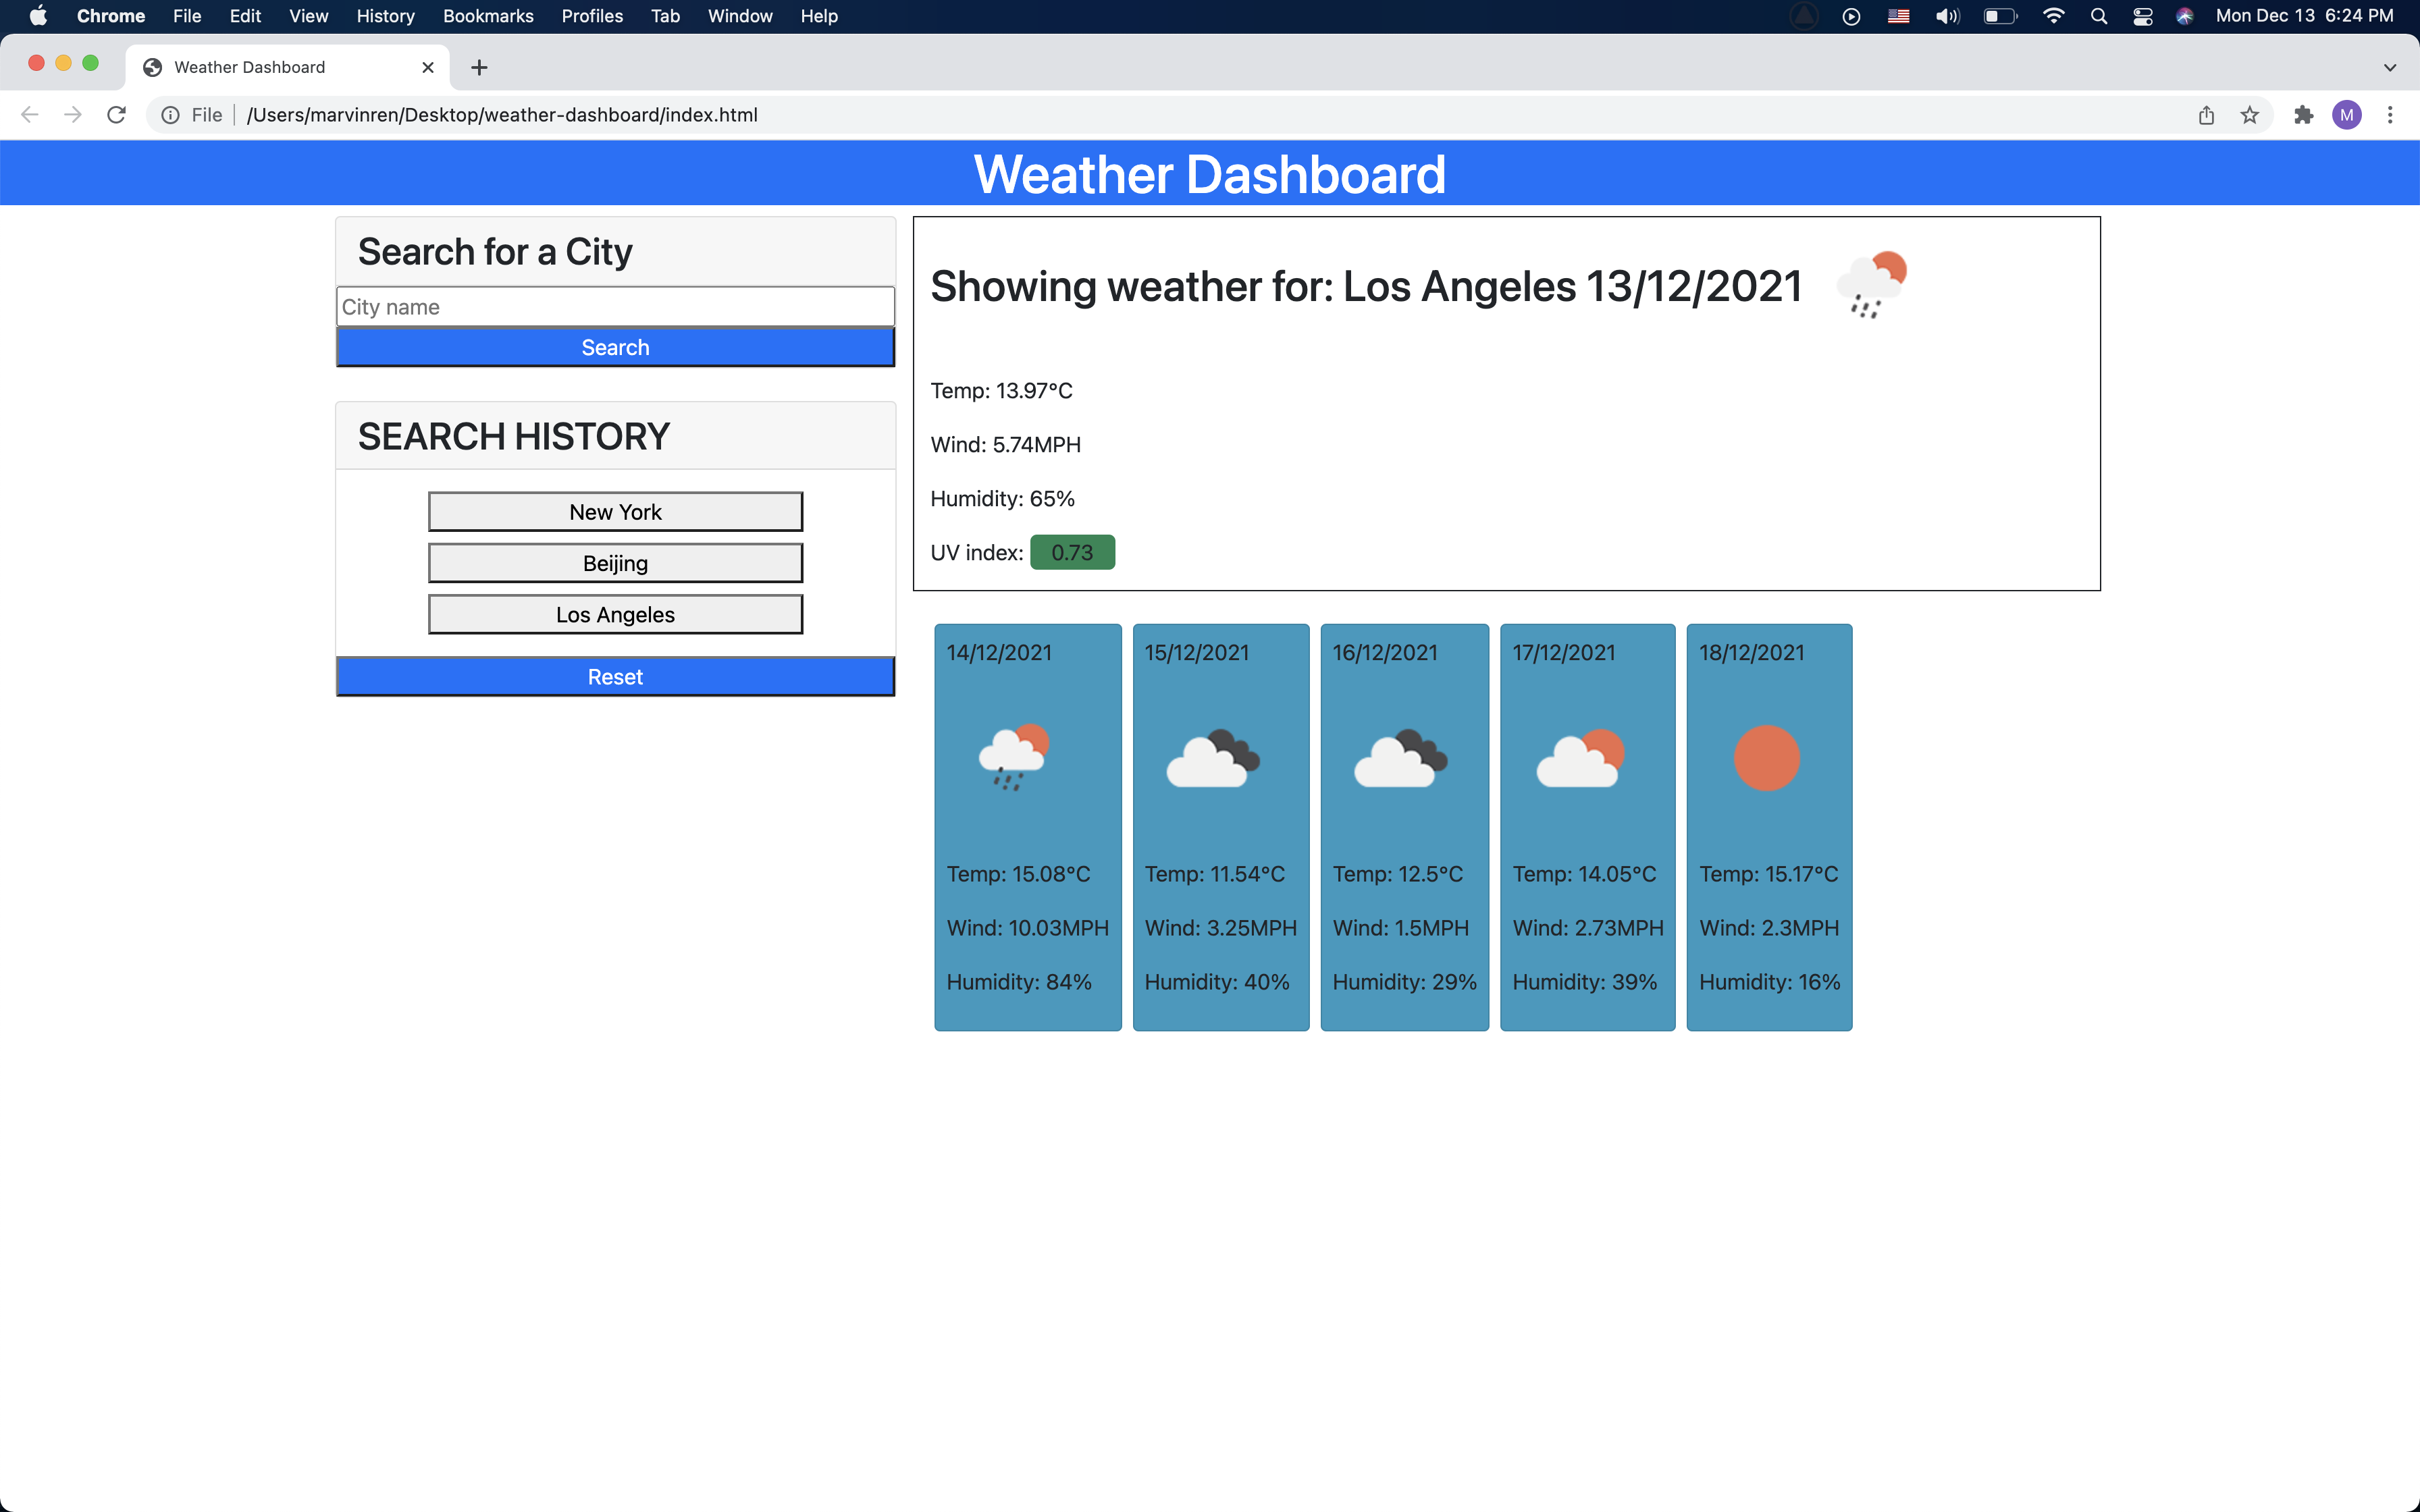 Chrome File Edit View History Bookmarks Profiles Tab Window Help Mon Dec 13 6:24 PM
Weather Dashboard
File /Users/marvinren/Desktop/weather-dashboard/index.html M
Weather Dashboard
Search for a City
City name
Search
SEARCH HISTORY
New York
Beijing
Los Angeles
Reset
Showing weather for: Los Angeles 13/12/2021
Temp: 13.97°C
Wind: 5.74MPH
Humidity: 65%
UV index: 0.73
14/12/2021
Temp: 15.08°C
Wind: 10.03MPH
Humidity: 84%
15/12/2021
Temp: 11.54°C
Wind: 3.25MPH
Humidity: 40%
16/12/2021
Temp: 12.5°C
Wind: 1.5MPH
Humidity: 29%
17/12/2021
Temp: 14.05°C
Wind: 2.73MPH
Humidity: 39%
18/12/2021
Temp: 15.17°C
Wind: 2.3MPH
Humidity: 16%